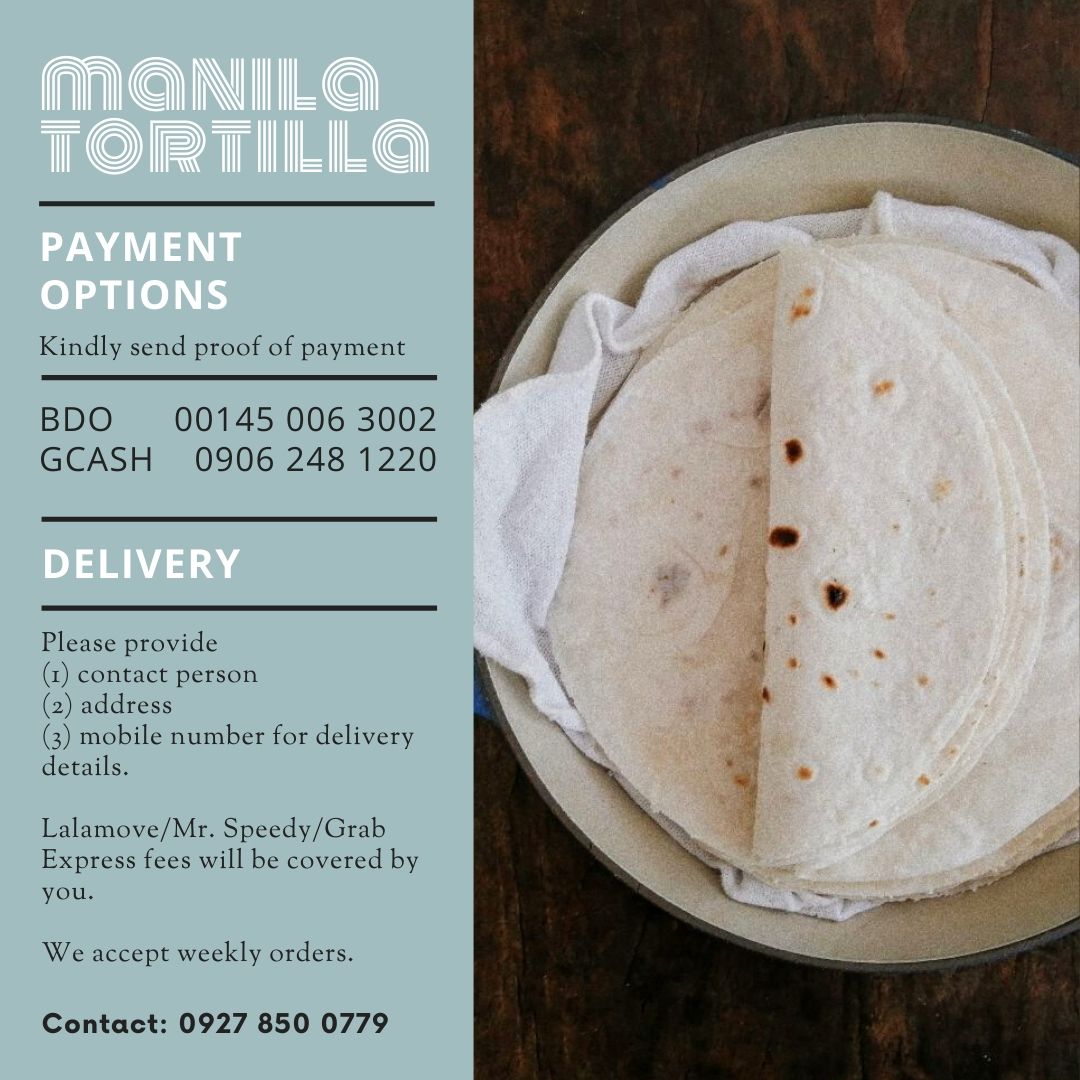 MANILA
TORTILLA
PAYMENT
OPTIONS
Kindly send proof of payment
BDO 00145 006 3002
GCASH 0906 248 1220
DELIVERY
Please provide
(1) contact person
(2) address
(3) mobile number for delivery
details.
Lalamove/Mr. Speedy/Grab
Express fees will be covered by
you.
We accept weekly orders.
Contact: 0927 850 0779